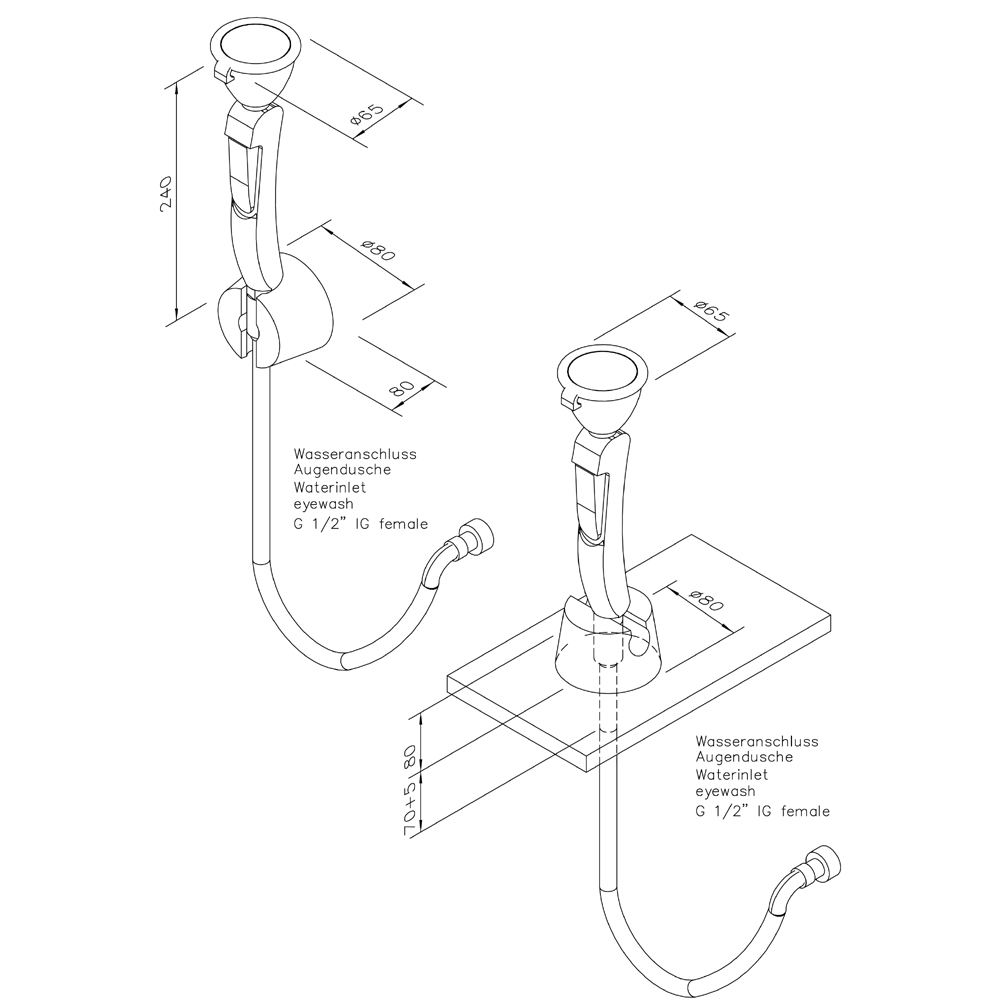 ø65
240
ø80
80
Wasseranschluss
Augendusche
Waterinlet
eyewash
G 1/2" IG female
ø65
ø80
80
70+5
Wasseranschluss
Augendusche
Waterinlet
eyewash
G 1/2" IG female